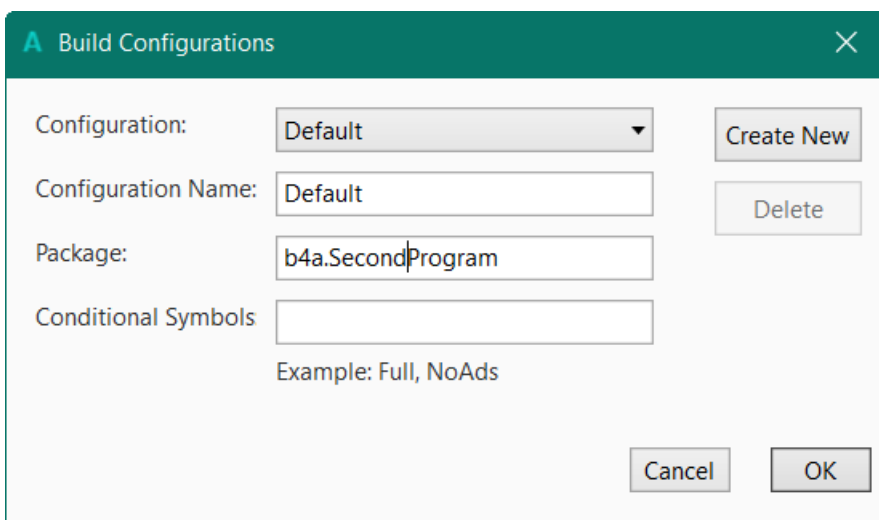 A Build Configurations
Configuration: Default Create New
Configuration Name: Default Delete
Package: b4a.SecondProgram
Conditional Symbols
Example: Full, NoAds
Cancel OK